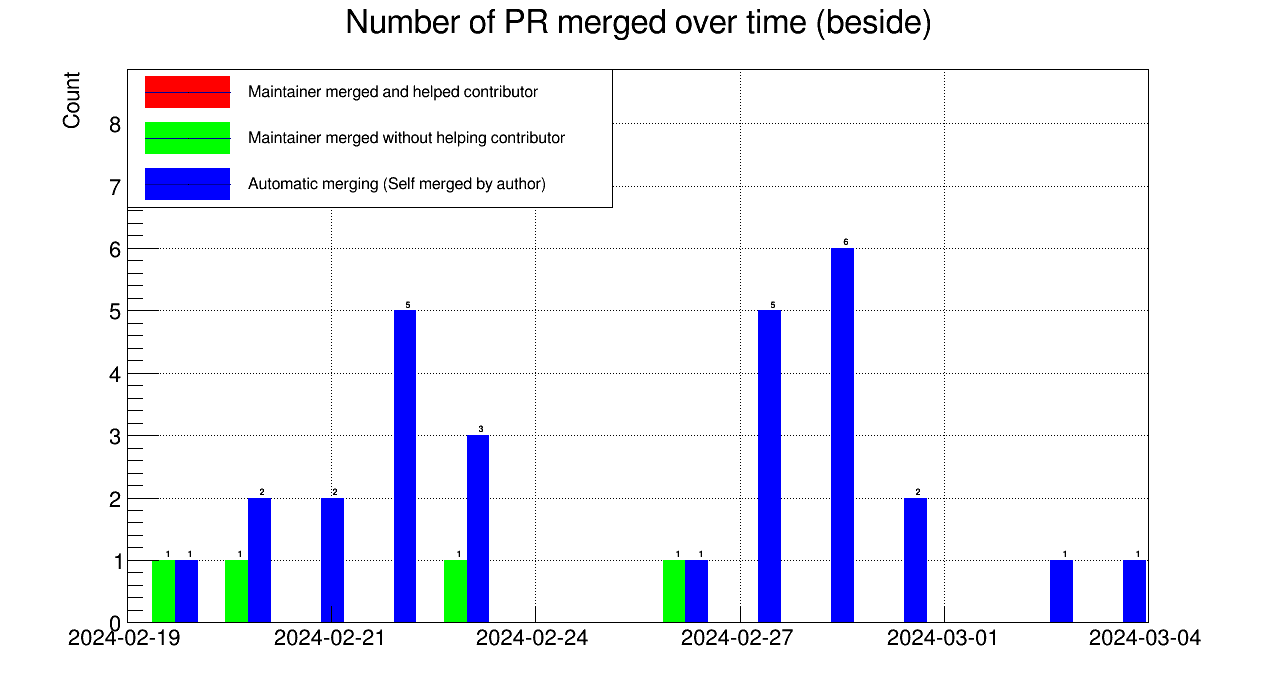 Number of PR merged over time (beside)
Count
Maintainer merged and helped contributor
Maintainer merged without helping contributor
Automatic merging (Self merged by author)
8
7
6
5
4
3
2
1
0
1 1 1 2 2 5 1 3 1 1 5 6 2 1 1
2024-02-19 2024-02-21 2024-02-24 2024-02-27 2024-03-01 2024-03-04